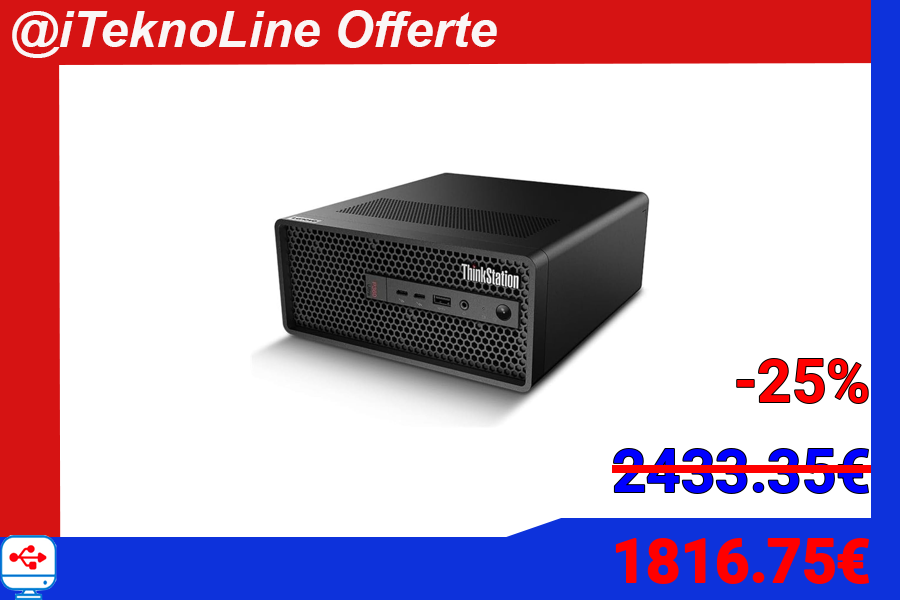 @iTeknoLine Offerte
ThinkStation
-25%
2433.35€
1816.75€